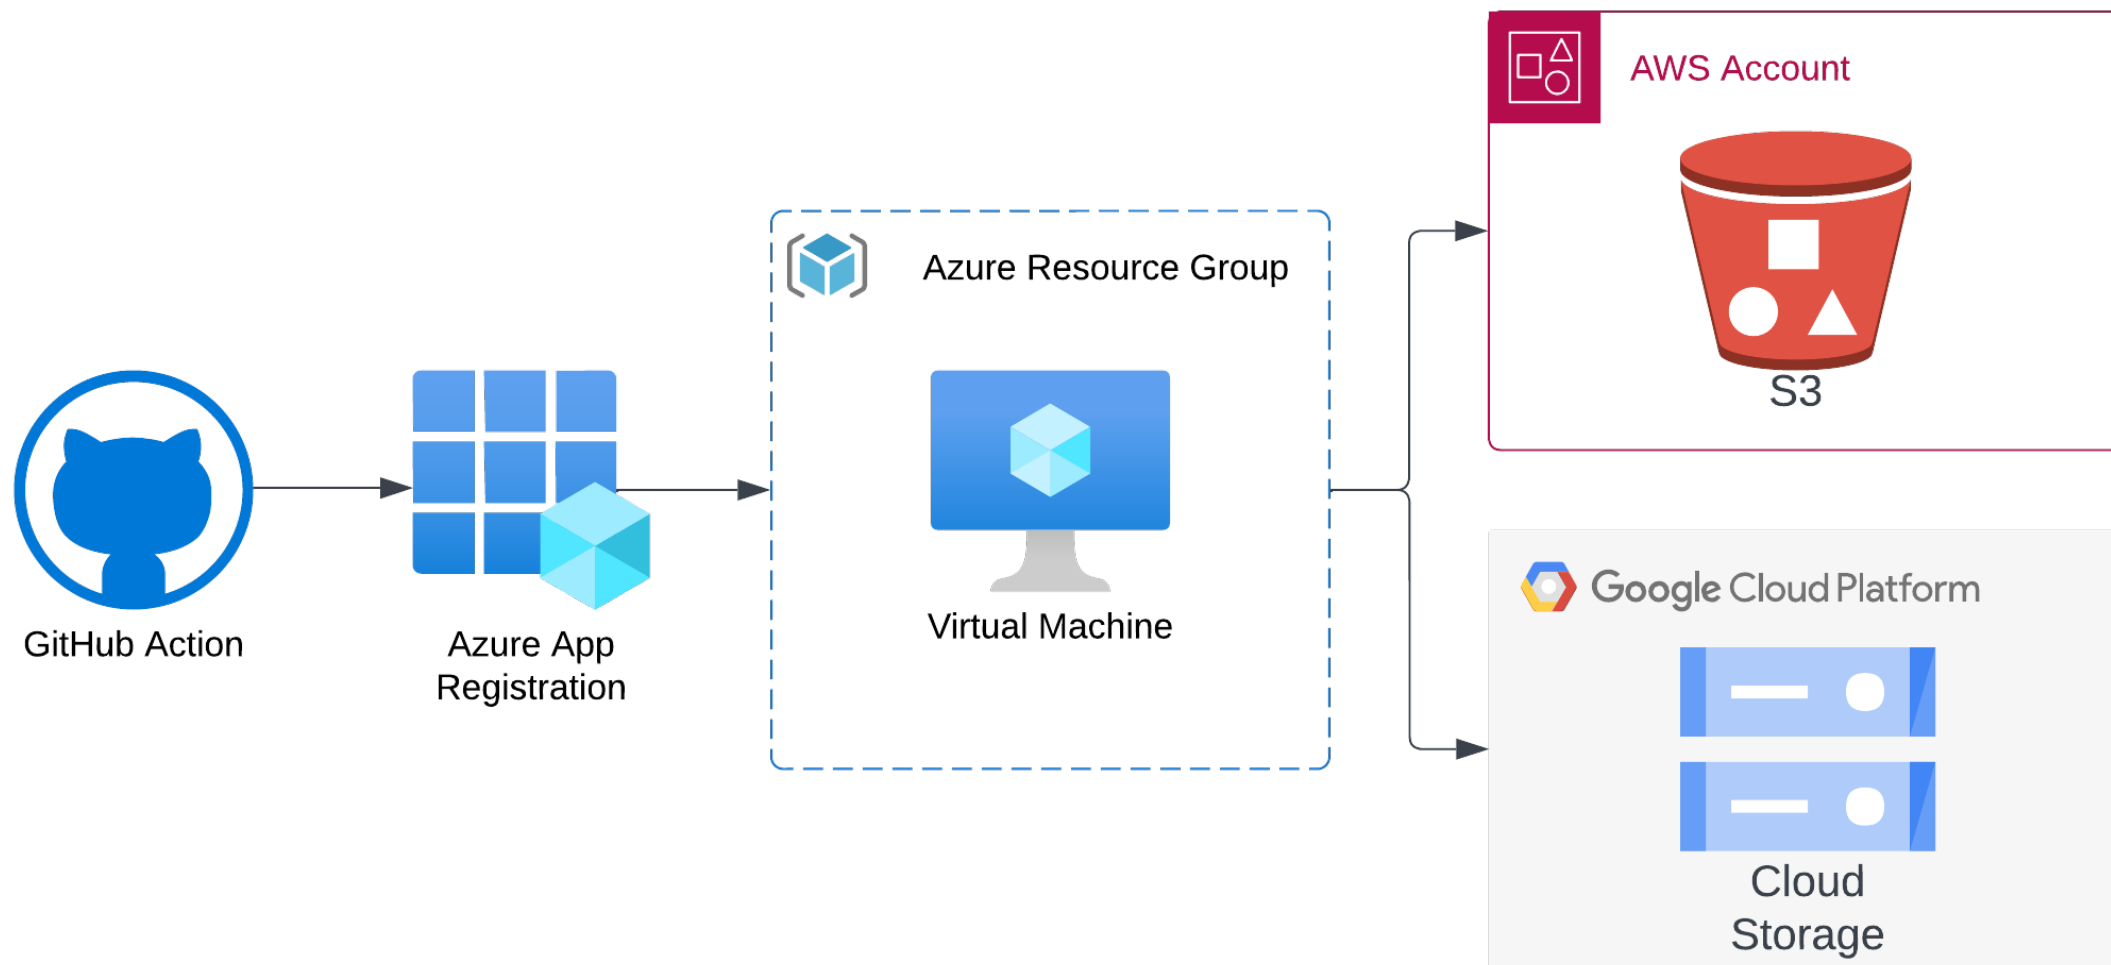 AWS Account
S3
Azure Resource Group
Virtual Machine
GitHub Action
Azure App
Registration
Google Cloud Platform
Cloud
Storage